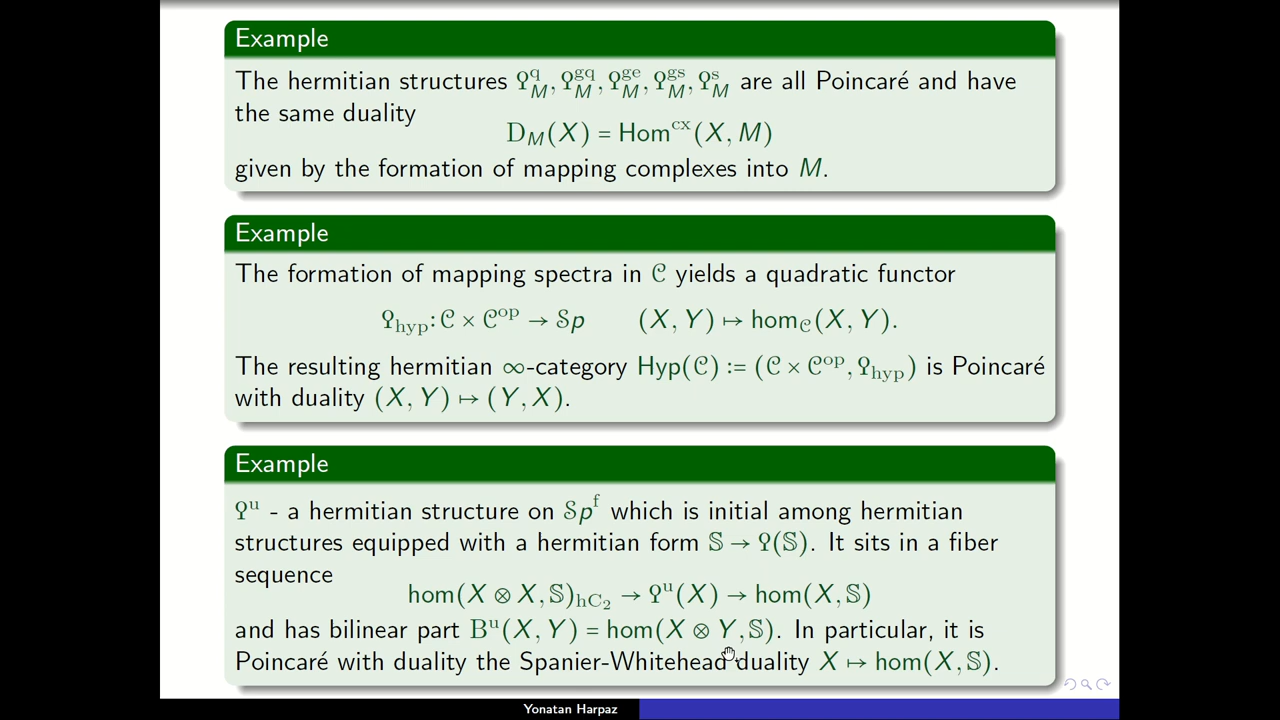 Example
The hermitian structures Ϙ^q_M, Ϙ^gq_M, Ϙ^ge_M, Ϙ^gs_M, Ϙ^s_M are all Poincaré and have
the same duality
D_M(X) = Hom^cx(X, M)
given by the formation of mapping complexes into M.
Example
The formation of mapping spectra in 𝒞 yields a quadratic functor
Ϙ_hyp: 𝒞 × 𝒞^op → 𝒮p (X, Y) ↦ hom_𝒞(X, Y).
The resulting hermitian ∞-category Hyp(𝒞) := (𝒞 × 𝒞^op, Ϙ_hyp) is Poincaré
with duality (X, Y) ↦ (Y, X).
Example
Ϙ^u - a hermitian structure on 𝒮p^f which is initial among hermitian
structures equipped with a hermitian form 𝕊 → Ϙ(𝕊). It sits in a fiber
sequence
hom(X ⊗ X, 𝕊)_hC₂ → Ϙ^u(X) → hom(X, 𝕊)
and has bilinear part B^u(X, Y) = hom(X ⊗ Y, 𝕊). In particular, it is
Poincaré with duality the Spanier-Whitehead duality X ↦ hom(X, 𝕊).
Yonatan Harpaz